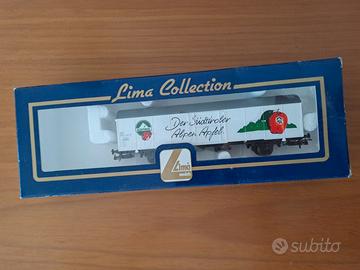 Lima Collection
Der Südtiroler
Alpen Apfel
Lima
subito